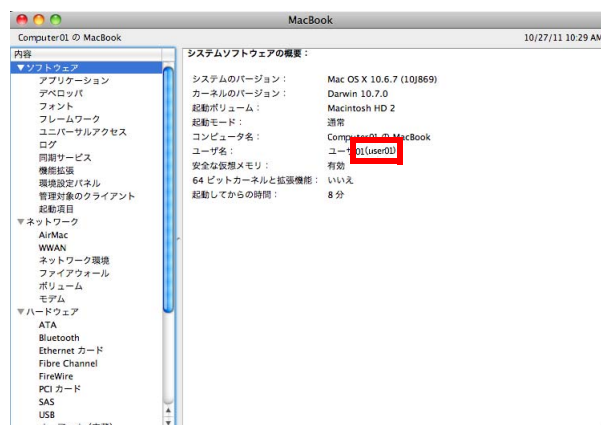 MacBook
Computer01 の MacBook
10/27/11 10:29 AM
内容
▼ソフトウェア
アプリケーション
デベロッパ
フォント
フレームワーク
ユニバーサルアクセス
ログ
同期サービス
機能拡張
環境設定パネル
管理対象のクライアント
起動項目
▼ネットワーク
AirMac
WWAN
ネットワーク環境
ファイアウォール
ボリューム
モデム
▼ハードウェア
ATA
Bluetooth
Ethernet カード
Fibre Channel
FireWire
PCI カード
SAS
USB
システムソフトウェアの概要：
システムのバージョン： Mac OS X 10.6.7 (10J869)
カーネルのバージョン： Darwin 10.7.0
起動ボリューム： Macintosh HD 2
起動モード： 通常
コンピュータ名： Computer01 の MacBook
ユーザ名： ユーザ01(user01)
安全な仮想メモリ： 有効
64 ビットカーネルと拡張機能： いいえ
起動してからの時間： 8 分